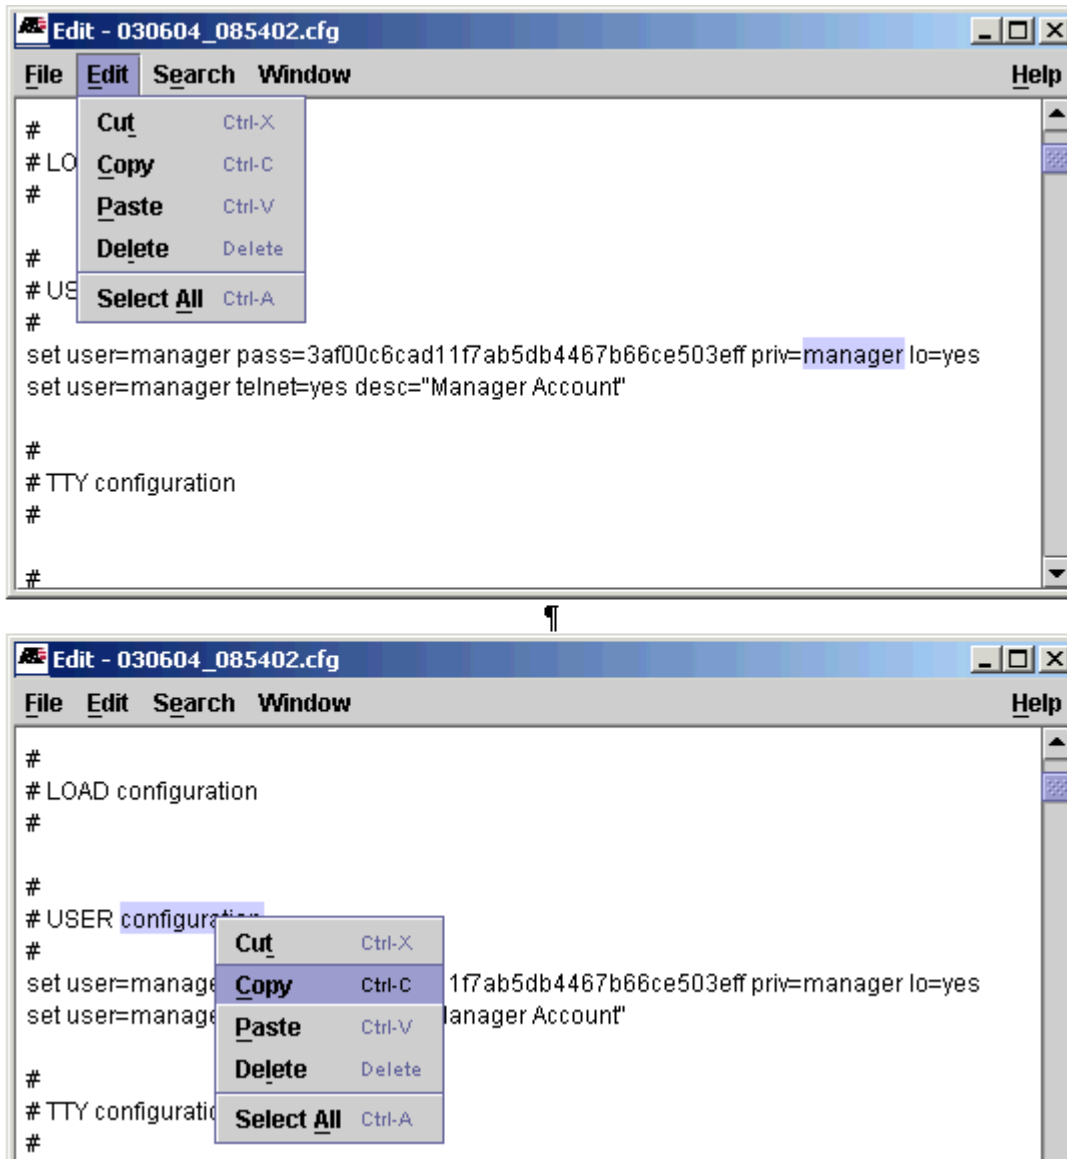 Edit - 030604_085402.cfg
File Edit Search Window Help
#
# LO
#
#
# US
#
Cut Ctrl-X
Copy Ctrl-C
Paste Ctrl-V
Delete Delete
Select All Ctrl-A
set user=manager pass=3af00c6cad11f7ab5db4467b66ce503eff priv=manager lo=yes
set user=manager telnet=yes desc="Manager Account"
#
# TTY configuration
#
#
¶
Edit - 030604_085402.cfg
File Edit Search Window Help
#
# LOAD configuration
#
#
# USER configuration
#
set user=manage 1f7ab5db4467b66ce503eff priv=manager lo=yes
set user=manage lanager Account"
#
# TTY configuratio
#
Cut Ctrl-X
Copy Ctrl-C
Paste Ctrl-V
Delete Delete
Select All Ctrl-A